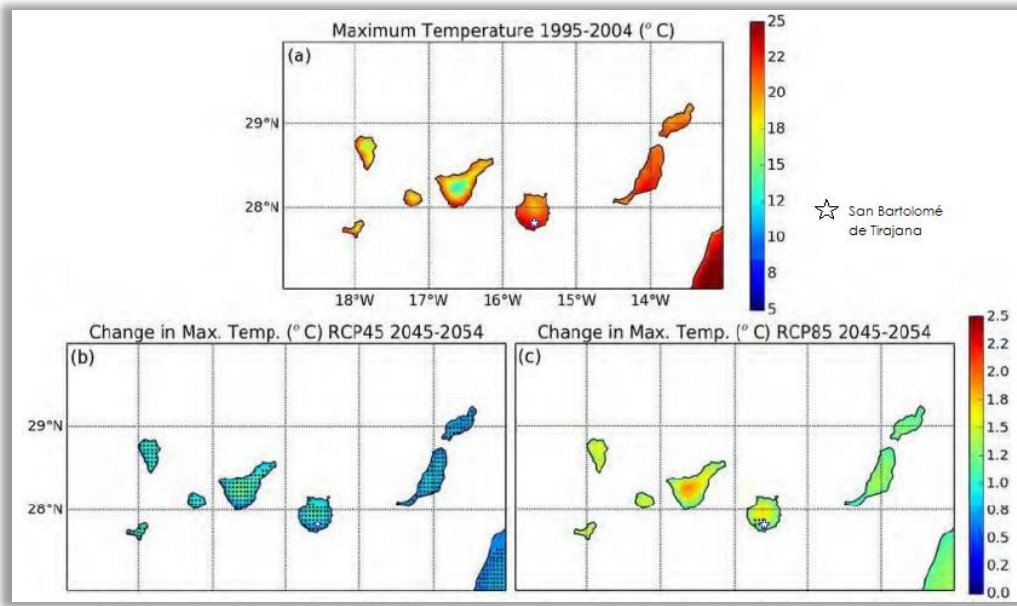 Maximum Temperature 1995-2004 (° C)
(a)
29°N
28°N
18°W 17°W 16°W 15°W 14°W
25
22
20
18
15
12
10
8
5
San Bartolomé
de Tirajana
Change in Max. Temp. (° C) RCP45 2045-2054
(b)
29°N
28°N
Change in Max. Temp. (° C) RCP85 2045-2054
(c)
2.5
2.2
2.0
1.8
1.5
1.2
1.0
0.8
0.5
0.2
0.0